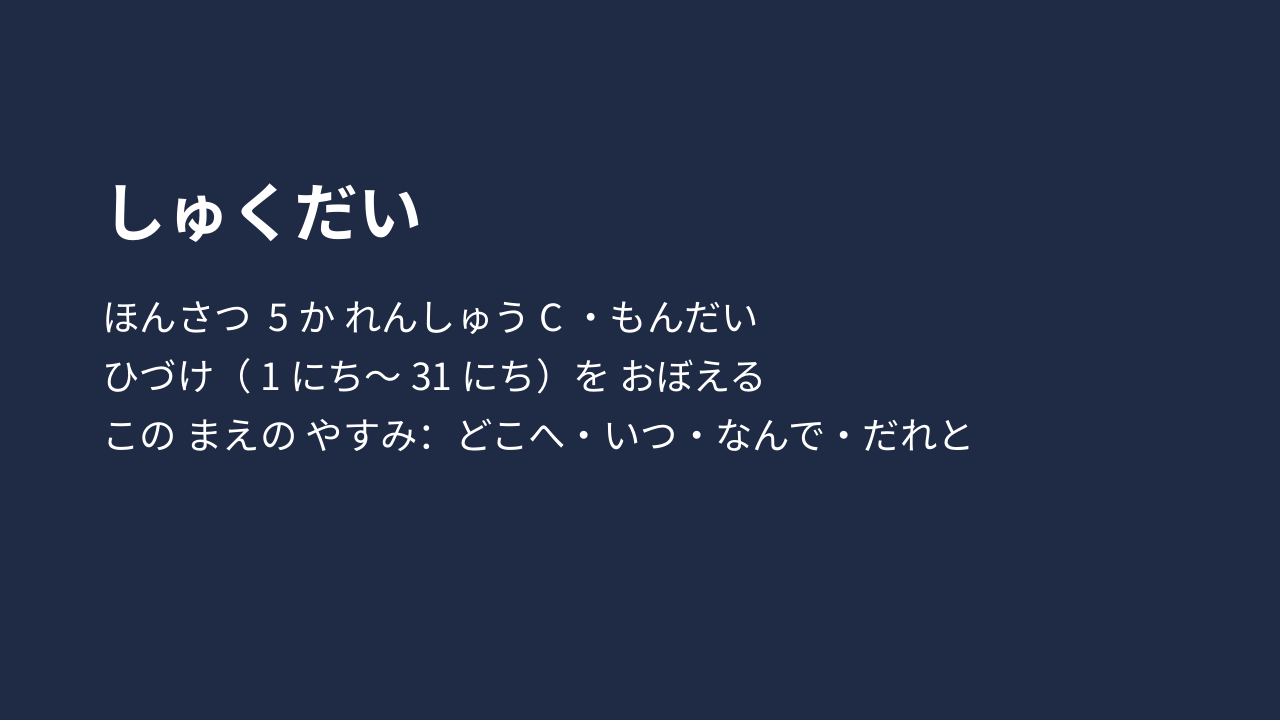 しゅくだい
ほんさつ 5 か れんしゅう C ・もんだい
ひづけ（ 1 にち～ 31 にち）を おぼえる
この まえの やすみ： どこへ・いつ・なんで・だれと